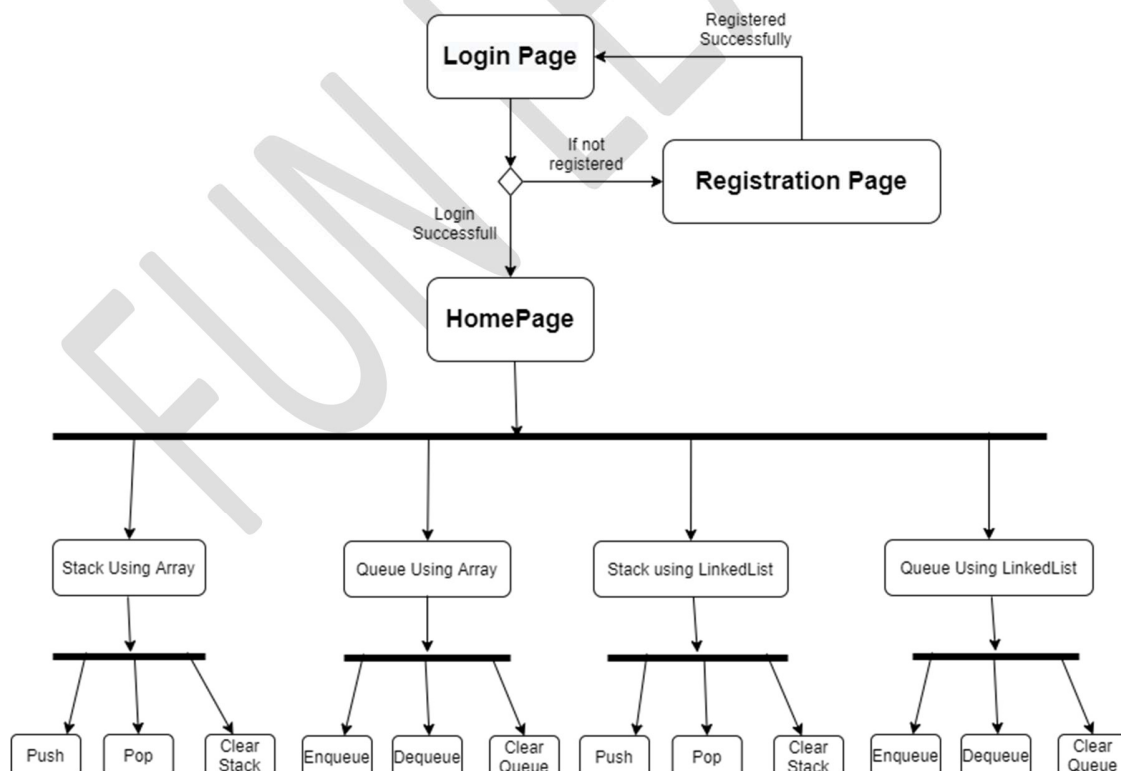 Registered
Successfully
Login Page
If not
registered
Registration Page
Login
Successfull
HomePage
Stack Using Array
Queue Using Array
Stack using LinkedList
Queue Using LinkedList
Push
Pop
Clear
Stack
Enqueue
Dequeue
Clear
Queue
Push
Pop
Clear
Stack
Enqueue
Dequeue
Clear
Queue